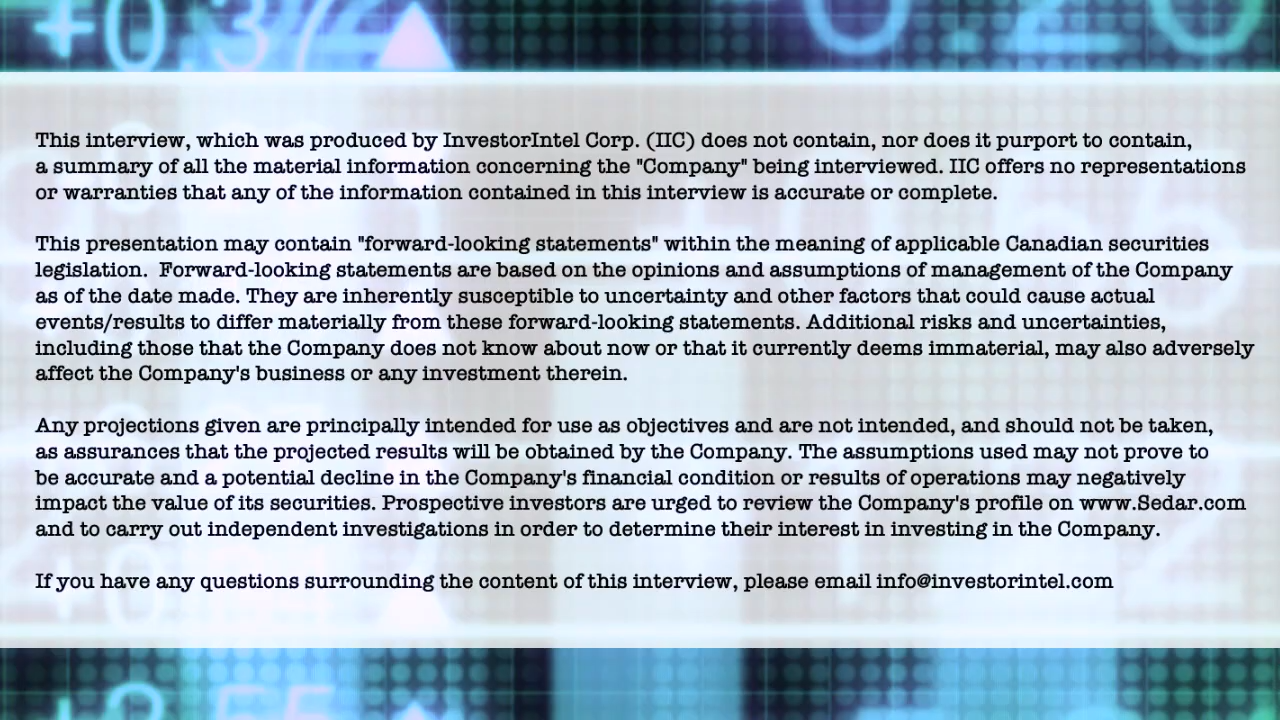 +0.37
0.20
This interview, which was produced by InvestorIntel Corp. (IIC) does not contain, nor does it purport to contain,
a summary of all the material information concerning the "Company" being interviewed. IIC offers no representations
or warranties that any of the information contained in this interview is accurate or complete.
This presentation may contain "forward-looking statements" within the meaning of applicable Canadian securities
legislation.  Forward-looking statements are based on the opinions and assumptions of management of the Company
as of the date made. They are inherently susceptible to uncertainty and other factors that could cause actual
events/results to differ materially from these forward-looking statements. Additional risks and uncertainties,
including those that the Company does not know about now or that it currently deems immaterial, may also adversely
affect the Company's business or any investment therein.
Any projections given are principally intended for use as objectives and are not intended, and should not be taken,
as assurances that the projected results will be obtained by the Company. The assumptions used may not prove to
be accurate and a potential decline in the Company's financial condition or results of operations may negatively
impact the value of its securities. Prospective investors are urged to review the Company's profile on www.Sedar.com
and to carry out independent investigations in order to determine their interest in investing in the Company.
If you have any questions surrounding the content of this interview, please email info@investorintel.com